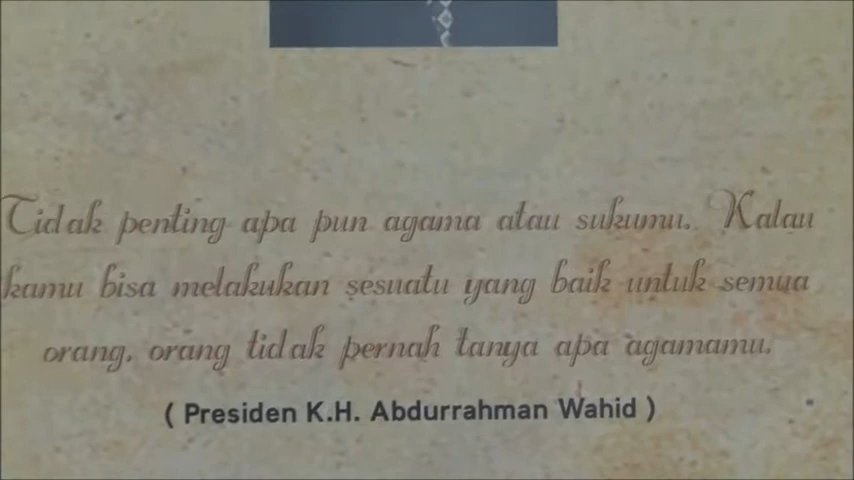 Tidak penting apa pun agama atau sukumu. Kalau
kamu bisa melakukan sesuatu yang baik untuk semua
orang, orang tidak pernah tanya apa agamamu.
( Presiden K.H. Abdurrahman Wahid )